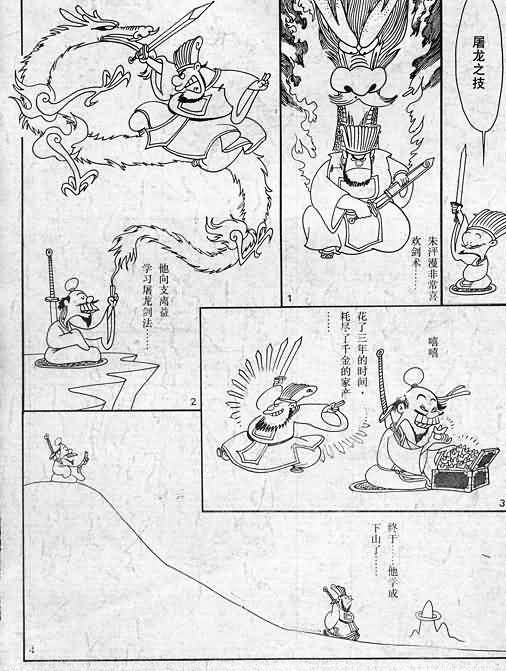 屠龙之技
朱泙漫非常喜
欢剑术……
1
他向支离益
学习屠龙剑法……
2
花了三年的时间，
耗尽了千金的家产
……
嘻嘻
3
终于……他学成
下山了……
4